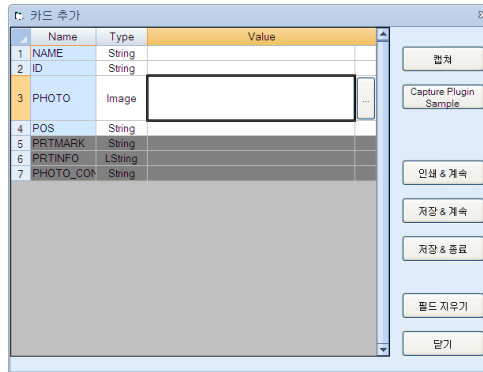 카드 추가
Name Type Value
1 NAME String
2 ID String
3 PHOTO Image ...
4 POS String
5 PRTMARK String
6 PRTINFO LString
7 PHOTO_CON String
캡쳐
Capture Plugin
Sample
인쇄 & 계속
저장 & 계속
저장 & 종료
필드 지우기
닫기